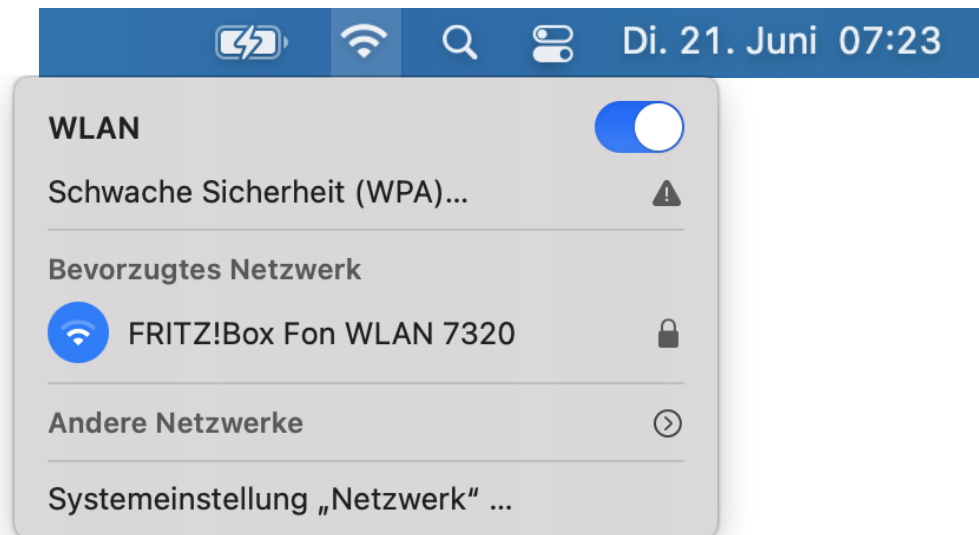 Di. 21. Juni 07:23
WLAN
Schwache Sicherheit (WPA)...
Bevorzugtes Netzwerk
FRITZ!Box Fon WLAN 7320
Andere Netzwerke
Systemeinstellung „Netzwerk“ ...